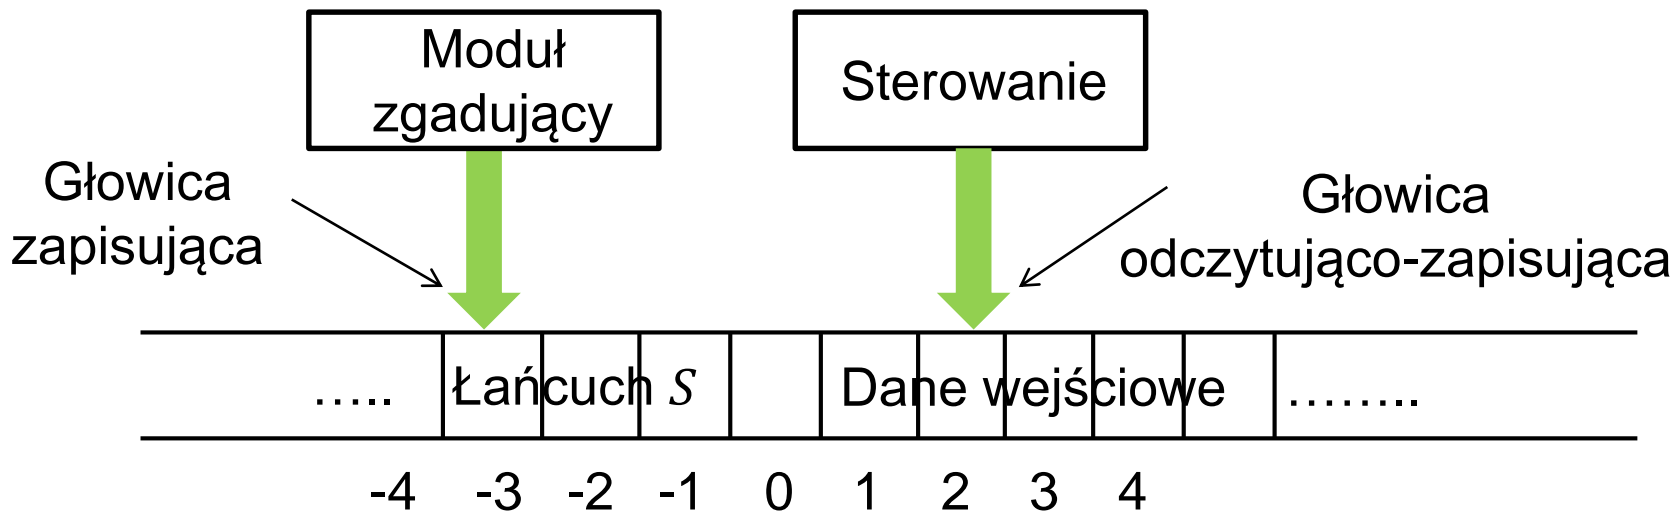 Moduł
zgadujący
Sterowanie
Głowica
zapisująca
Głowica
odczytująco-zapisująca
..... Łańcuch S Dane wejściowe ........
-4 -3 -2 -1 0 1 2 3 4